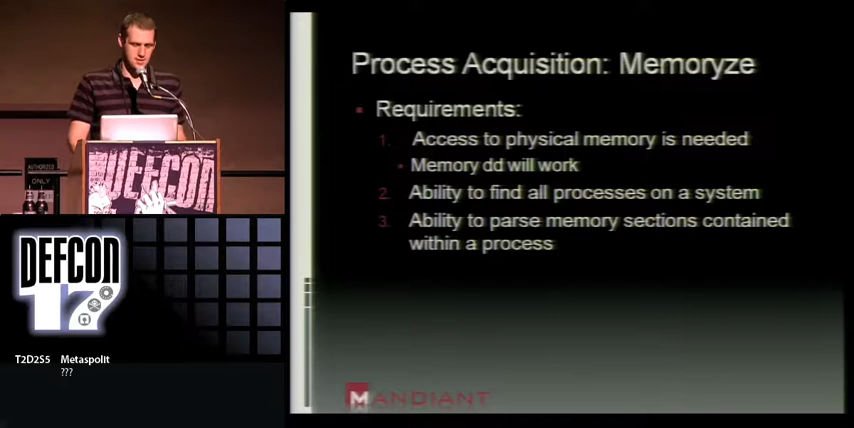 Process Acquisition: Memoryze
Requirements:
1. Access to physical memory is needed
Memory dd will work
2. Ability to find all processes on a system
3. Ability to parse memory sections contained
within a process
MANDIANT
DEFCON
AUTHORIZED
ONLY
DEFCON
17
T2D2S5 Metaspolit
???